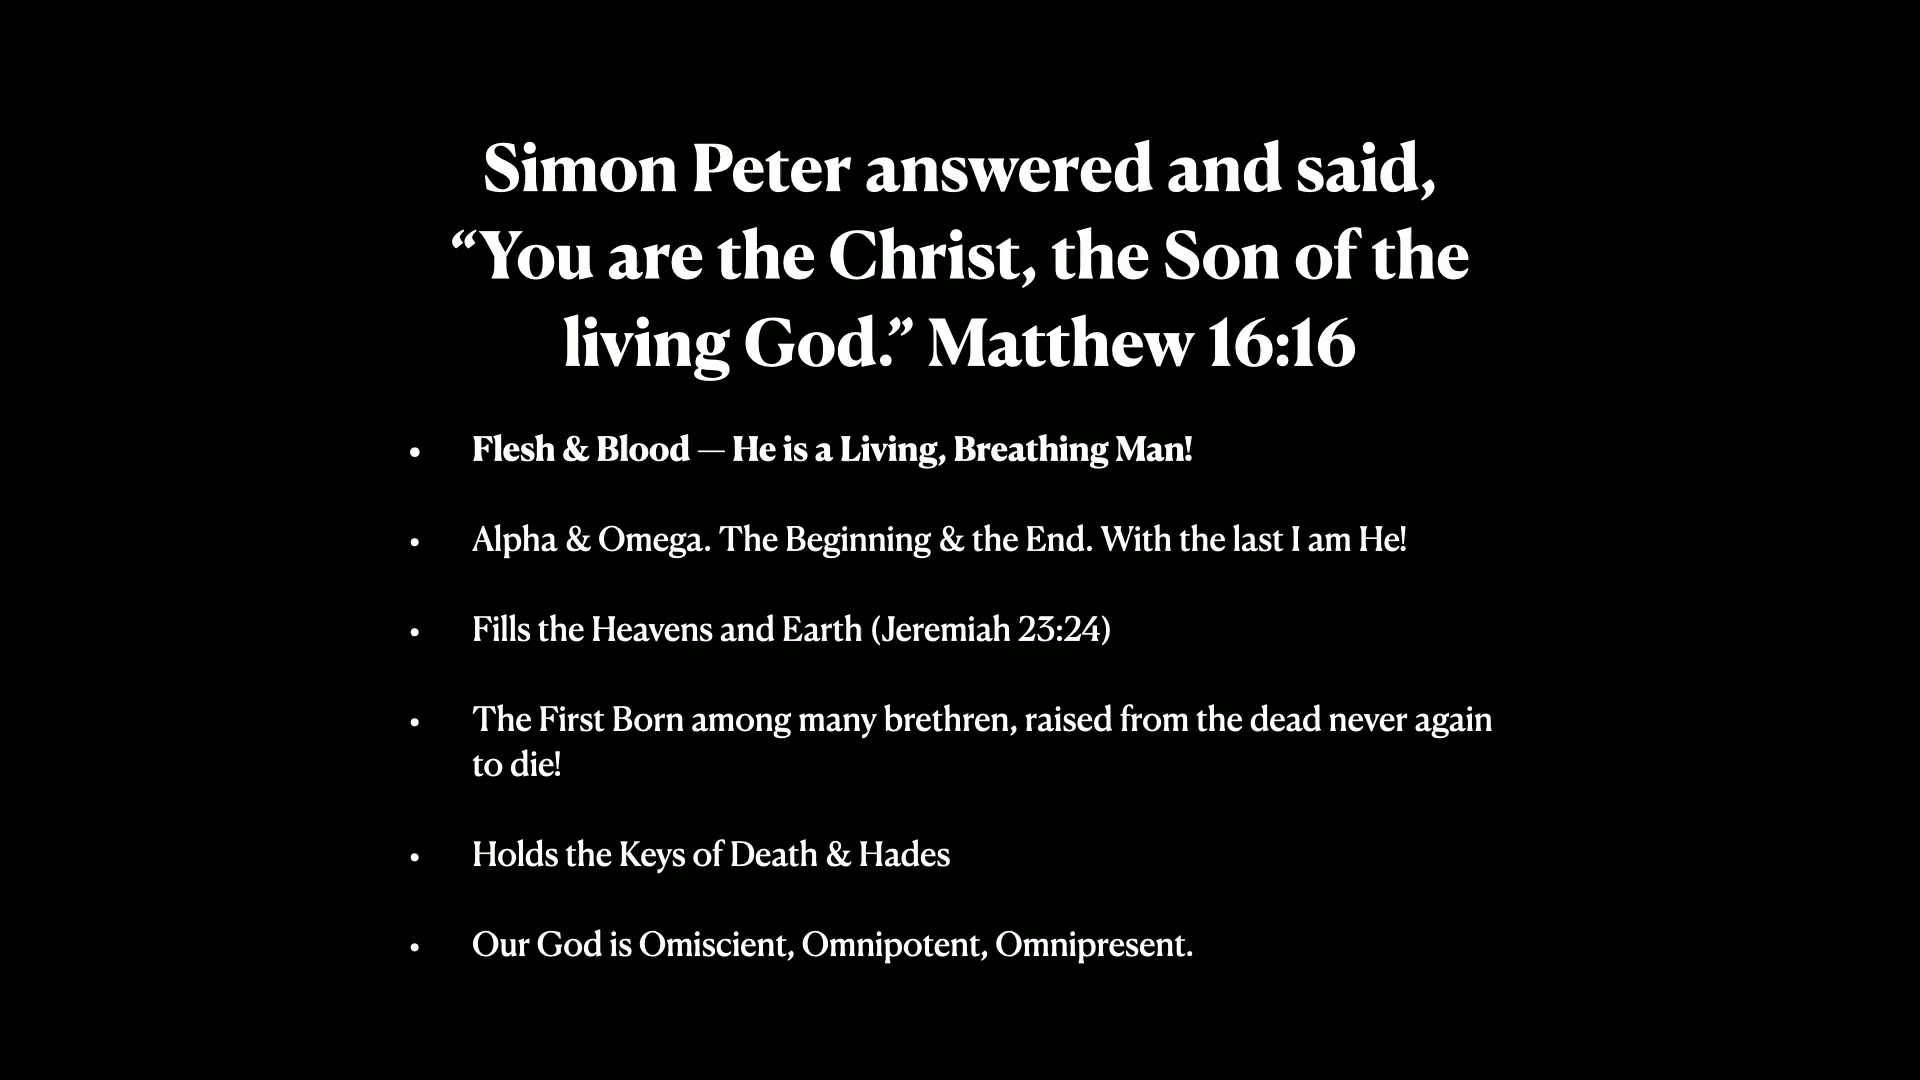 Simon Peter answered and said,
“You are the Christ, the Son of the
living God.” Matthew 16:16
• Flesh & Blood — He is a Living, Breathing Man!
• Alpha & Omega. The Beginning & the End. With the last I am He!
• Fills the Heavens and Earth (Jeremiah 23:24)
• The First Born among many brethren, raised from the dead never again
to die!
• Holds the Keys of Death & Hades
• Our God is Omiscient, Omnipotent, Omnipresent.